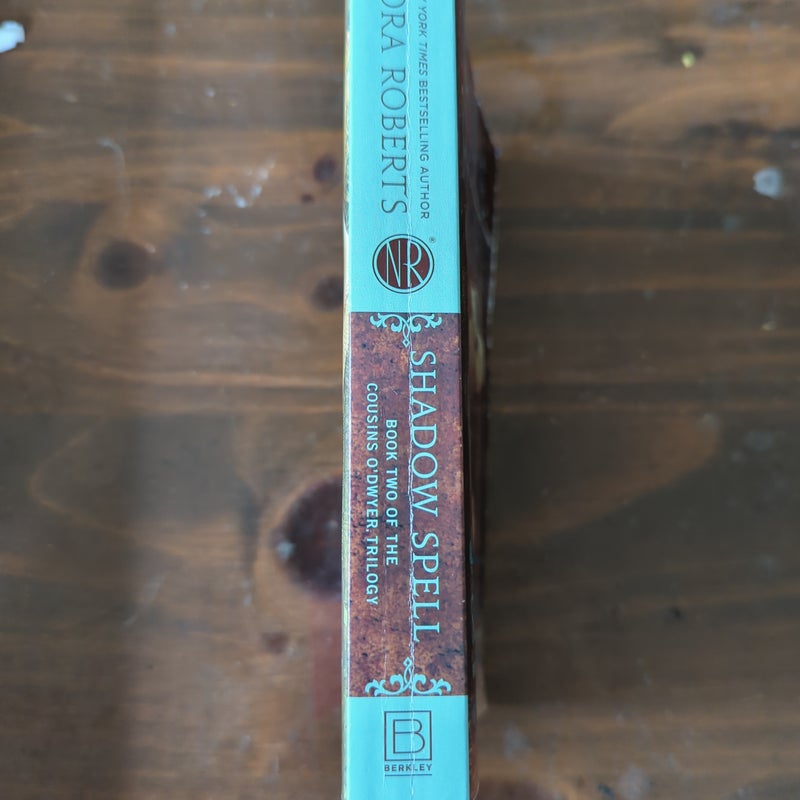 YORK TIMES BESTSELLING AUTHOR
ORA ROBERTS
NR
®
SHADOW SPELL
BOOK TWO OF THE
COUSINS O'DWYER TRILOGY
B
BERKLEY